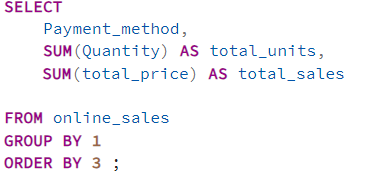 SELECT
Payment_method,
SUM(Quantity) AS total_units,
SUM(total_price) AS total_sales
FROM online_sales
GROUP BY 1
ORDER BY 3 ;